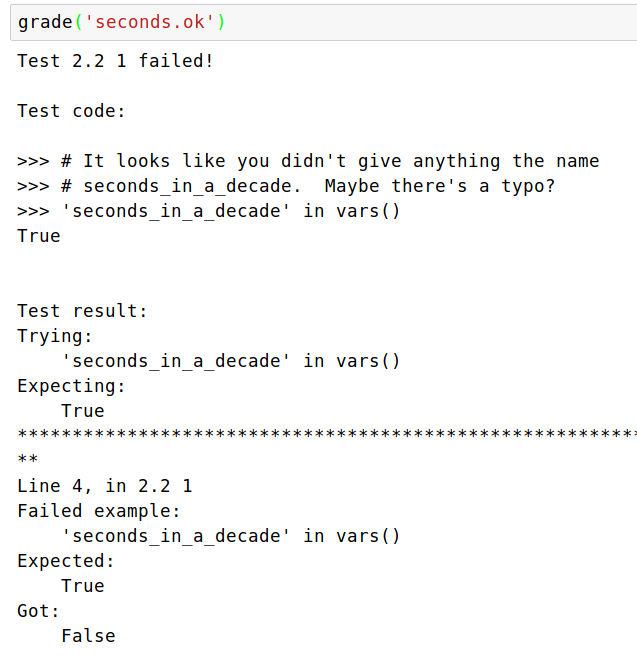 grade('seconds.ok')
Test 2.2 1 failed!
Test code:
>>> # It looks like you didn't give anything the name
>>> # seconds_in_a_decade.  Maybe there's a typo?
>>> 'seconds_in_a_decade' in vars()
True
Test result:
Trying:
    'seconds_in_a_decade' in vars()
Expecting:
    True
*********************************************************
**
Line 4, in 2.2 1
Failed example:
    'seconds_in_a_decade' in vars()
Expected:
    True
Got:
    False